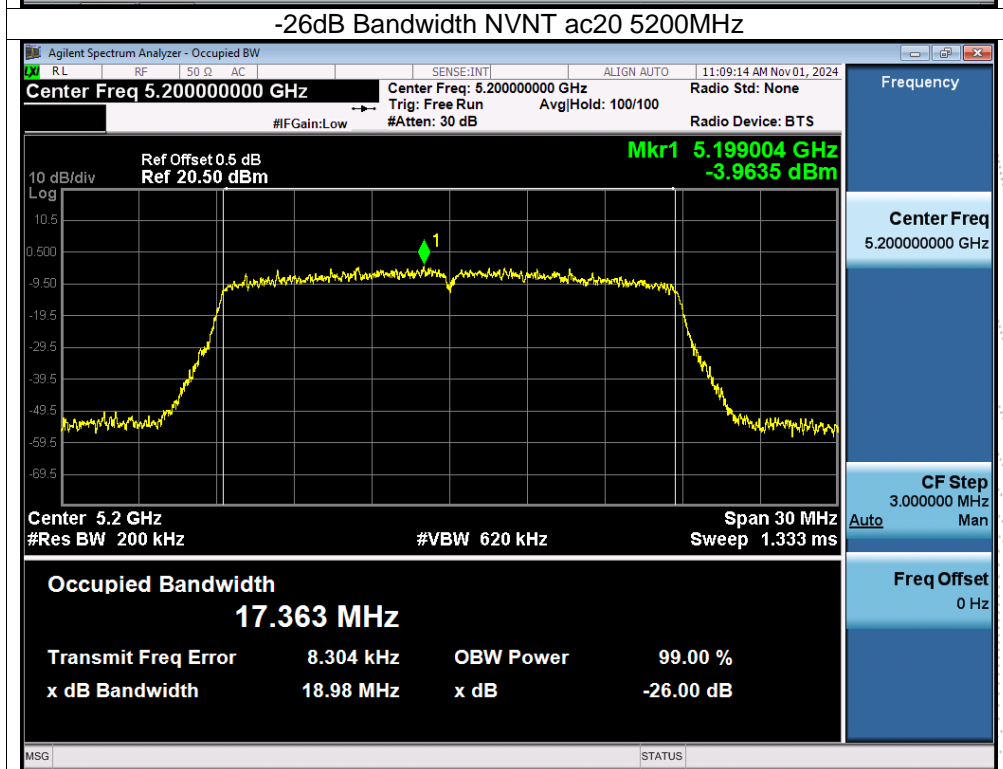 -26dB Bandwidth NVNT ac20 5200MHz
Agilent Spectrum Analyzer - Occupied BW
LXI RL RF 50 Ω AC SENSE:INT ALIGN AUTO 11:09:14 AM Nov 01, 2024
Center Freq 5.200000000 GHz
Center Freq: 5.200000000 GHz
Radio Std: None
Trig: Free Run Avg|Hold: 100/100
#IFGain:Low
#Atten: 30 dB
Radio Device: BTS
Frequency
Ref Offset 0.5 dB
10 dB/div Ref 20.50 dBm
Mkr1 5.199004 GHz
-3.9635 dBm
Log
10.5
0.500
-9.50
-19.5
-29.5
-39.5
-49.5
-59.5
-69.5
1
Center Freq
5.200000000 GHz
CF Step
3.000000 MHz
Auto Man
Freq Offset
0 Hz
Center 5.2 GHz Span 30 MHz
#Res BW 200 kHz #VBW 620 kHz Sweep 1.333 ms
Occupied Bandwidth
17.363 MHz
Transmit Freq Error 8.304 kHz OBW Power 99.00 %
x dB Bandwidth 18.98 MHz x dB -26.00 dB
MSG STATUS